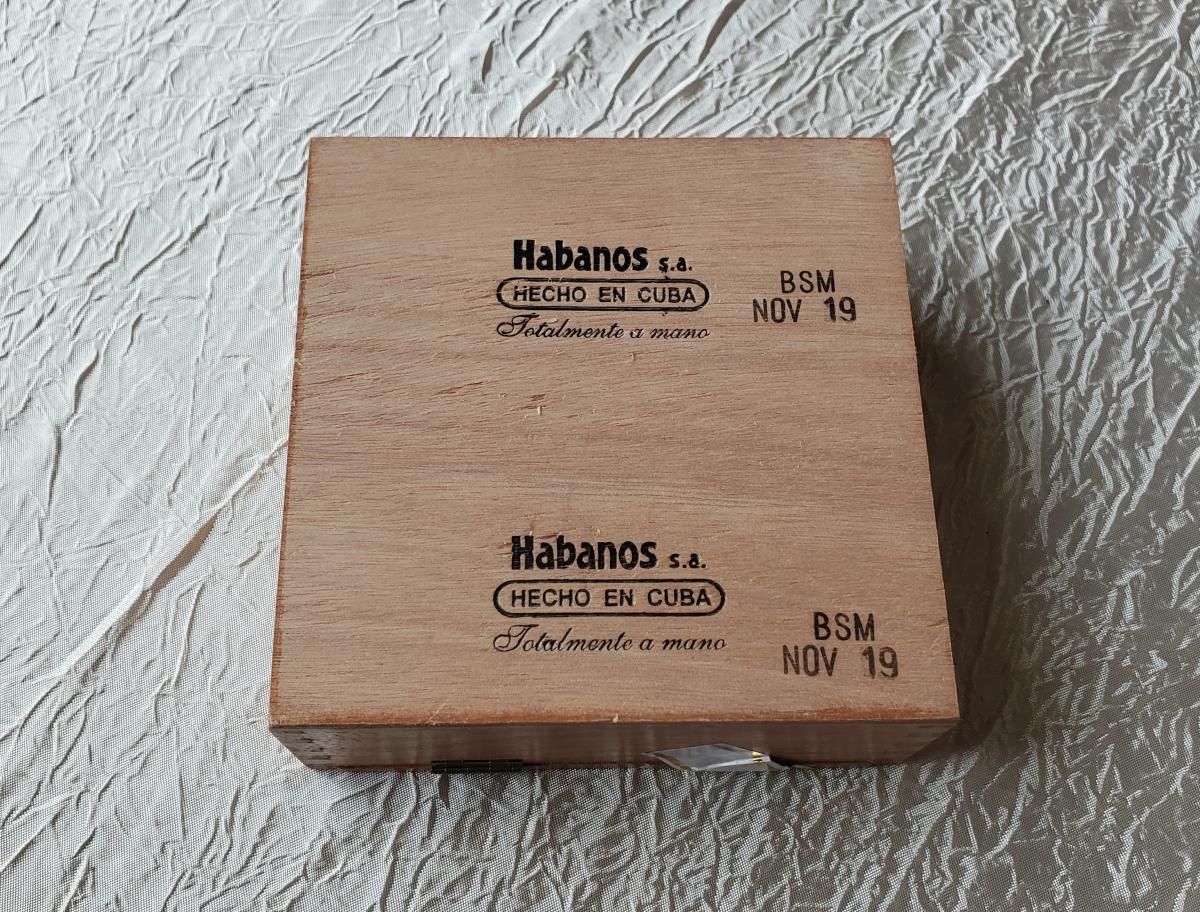 Habanos s.a.
HECHO EN CUBA
Totalmente a mano
BSM
NOV 19
Habanos s.a.
HECHO EN CUBA
Totalmente a mano
BSM
NOV 19